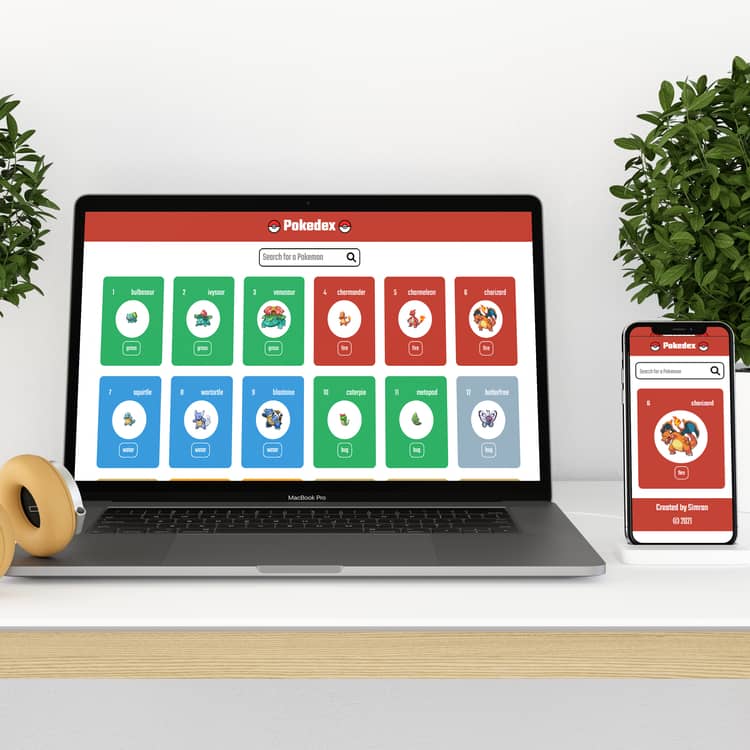 Pokedex
Search for a Pokemon
1 bulbasaur
grass
2 ivysaur
grass
3 venusaur
grass
4 charmander
fire
5 charmeleon
fire
6 charizard
fire
7 squirtle
water
8 wartortle
water
9 blastoise
water
10 caterpie
bug
11 metapod
bug
12 butterfree
bug
MacBook Pro
Pokedex
Search for a Pokemon
6 charizard
fire
Created by Simran
© 2021